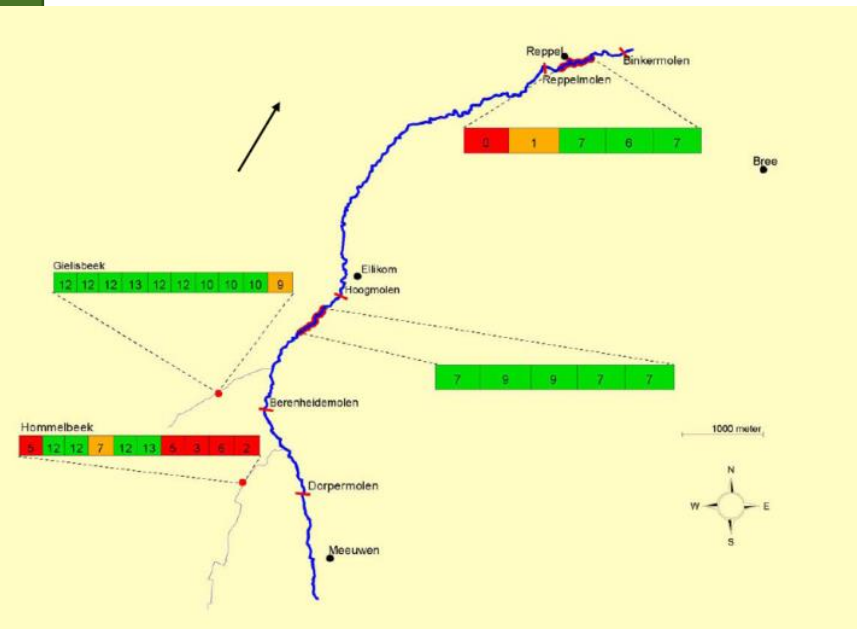 Reppel
Binkermolen
Reppelmolen
0 1 7 6 7
Bree
Gielisbeek
12 12 12 13 12 12 10 10 10 9
Ellikom
Hoogmolen
7 9 9 7 7
Berenheidemolen
Hommelbeek
5 12 12 7 12 13 5 3 6 2
1000 meter
Dorpermolen
N
W E
S
Meeuwen